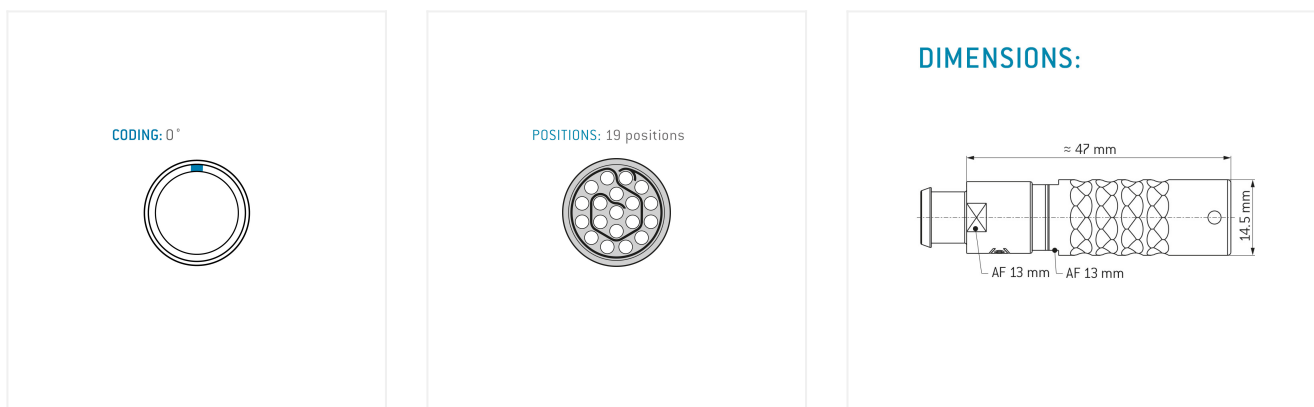 CODING: 0°
POSITIONS: 19 positions
DIMENSIONS:
≈ 47 mm
14.5 mm
AF 13 mm
AF 13 mm